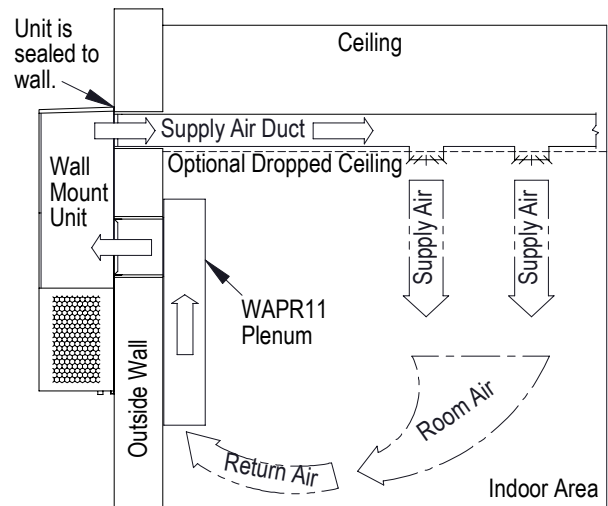 Unit is
sealed to
wall.
Ceiling
Supply Air Duct
Optional Dropped Ceiling
Wall
Mount
Unit
Supply Air
Supply Air
WAPR11
Plenum
Outside Wall
Room Air
Return Air
Indoor Area